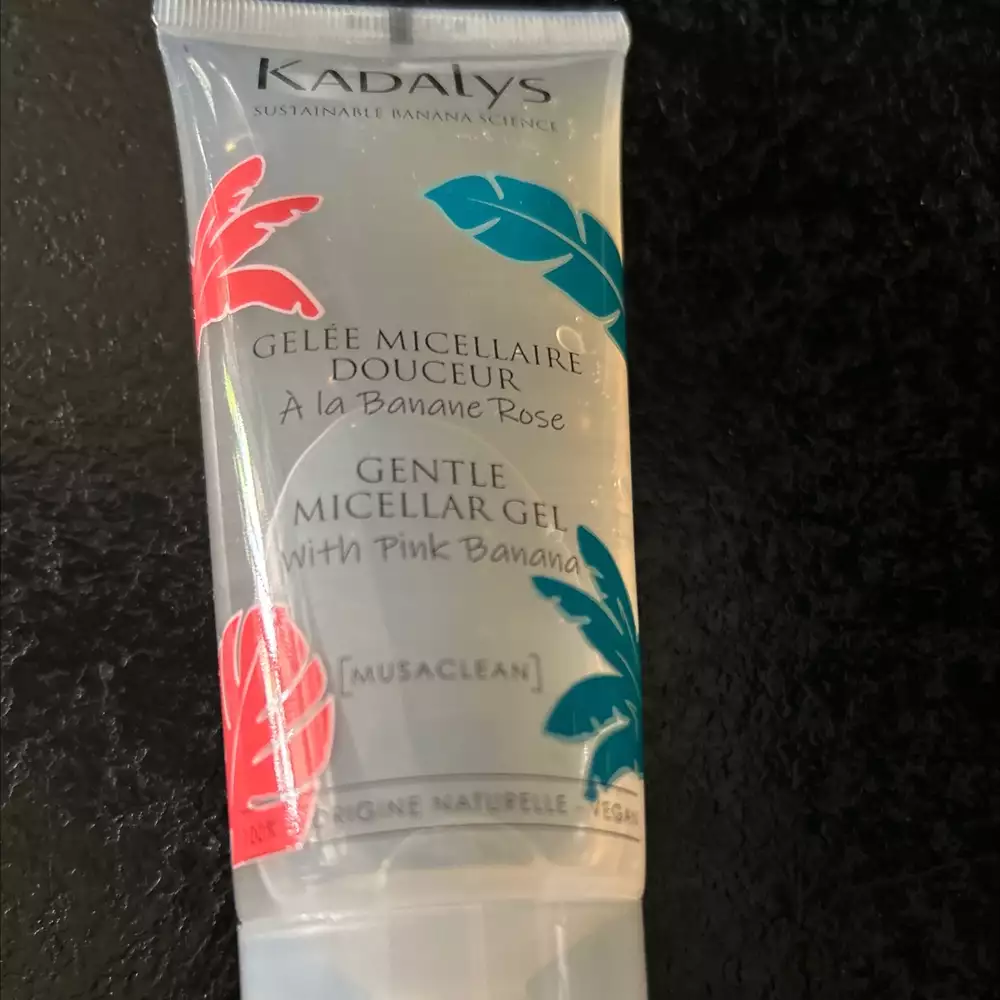 KADALYS
SUSTAINABLE BANANA SCIENCE
GELÉE MICELLAIRE
DOUCEUR
À la Banane Rose
GENTLE
MICELLAR GEL
With Pink Banana
[MUSACLEAN]
ORIGINE NATURELLE - VEGAN